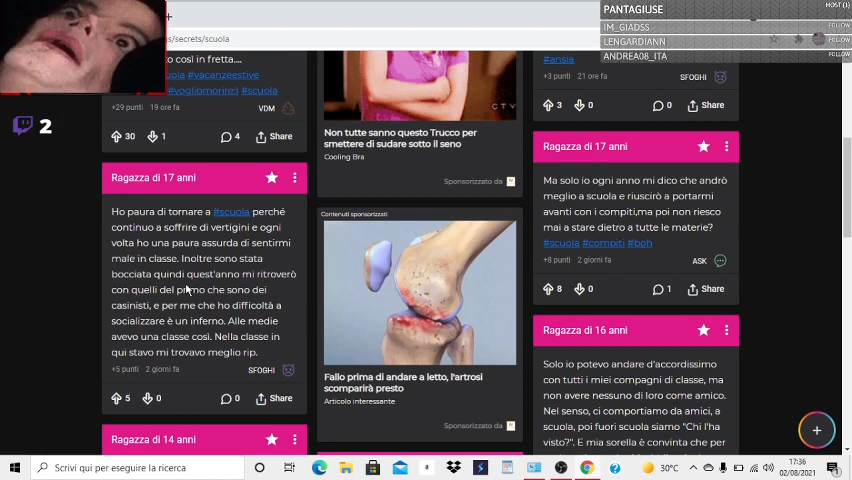 PANTAGIUSE
HOST (1)
IM_GIADSS
FOLLOW
LENGARDIANN
FOLLOW
ANDREA08_ITA
FOLLOW
s/secrets/scuola
2
to così in fretta....
#vacanzeestive
#vogliomorire:) #scuola
+29 punti 19 ore fa
VDM
30 1 4 Share
Ragazza di 17 anni
Ho paura di tornare a #scuola perché
continuo a soffrire di vertigini e ogni
volta ho una paura assurda di sentirmi
male in classe. Inoltre sono stata
bocciata quindi quest'anno mi ritroverò
con quelli del primo che sono dei
casinisti, e per me che ho difficoltà a
socializzare è un inferno. Alle medie
avevo una classe così. Nella classe in
qui stavo mi trovavo meglio rip.
+5 punti 2 giorni fa
SFOGHI
5 0 0 Share
Ragazza di 14 anni
CTV
Non tutte sanno questo Trucco per
smettere di sudare sotto il seno
Cooling Bra
Sponsorizzato da
Contenuti sponsorizzati
Fallo prima di andare a letto, l'artrosi
scomparirà presto
Articolo interessante
Sponsorizzato da
#ansia
+3 punti 21 ore fa
SFOGHI
3 0 0 Share
Ragazza di 17 anni
Ma solo io ogni anno mi dico che andrò
meglio a scuola e riuscirò a portarmi
avanti con i compiti,ma poi non riesco
mai a stare dietro a tutte le materie?
#scuola #compiti #boh
+8 punti 2 giorni fa
ASK
8 0 1 Share
Ragazza di 16 anni
Solo io potevo andare d'accordissimo
con tutti i miei compagni di classe, ma
non avere nessuno di loro come amico.
Nel senso, ci comportiamo da amici, a
scuola, poi fuori scuola siamo "Chi l'ha
visto?". E mia sorella è convinta che per
+
Scrivi qui per eseguire la ricerca
30°C
17:36
02/08/2021